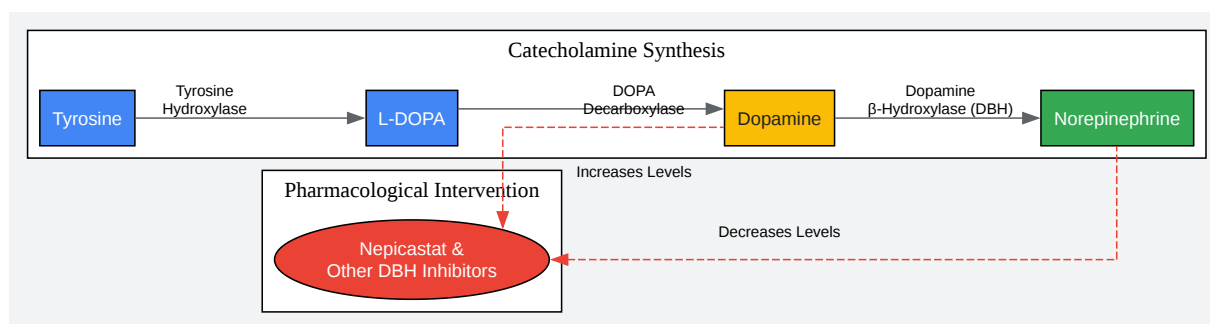 Catecholamine Synthesis
Tyrosine
Tyrosine
Hydroxylase
L-DOPA
DOPA
Decarboxylase
Dopamine
Dopamine
β-Hydroxylase (DBH)
Norepinephrine
Increases Levels
Pharmacological Intervention
Decreases Levels
Nepicastat &
Other DBH Inhibitors